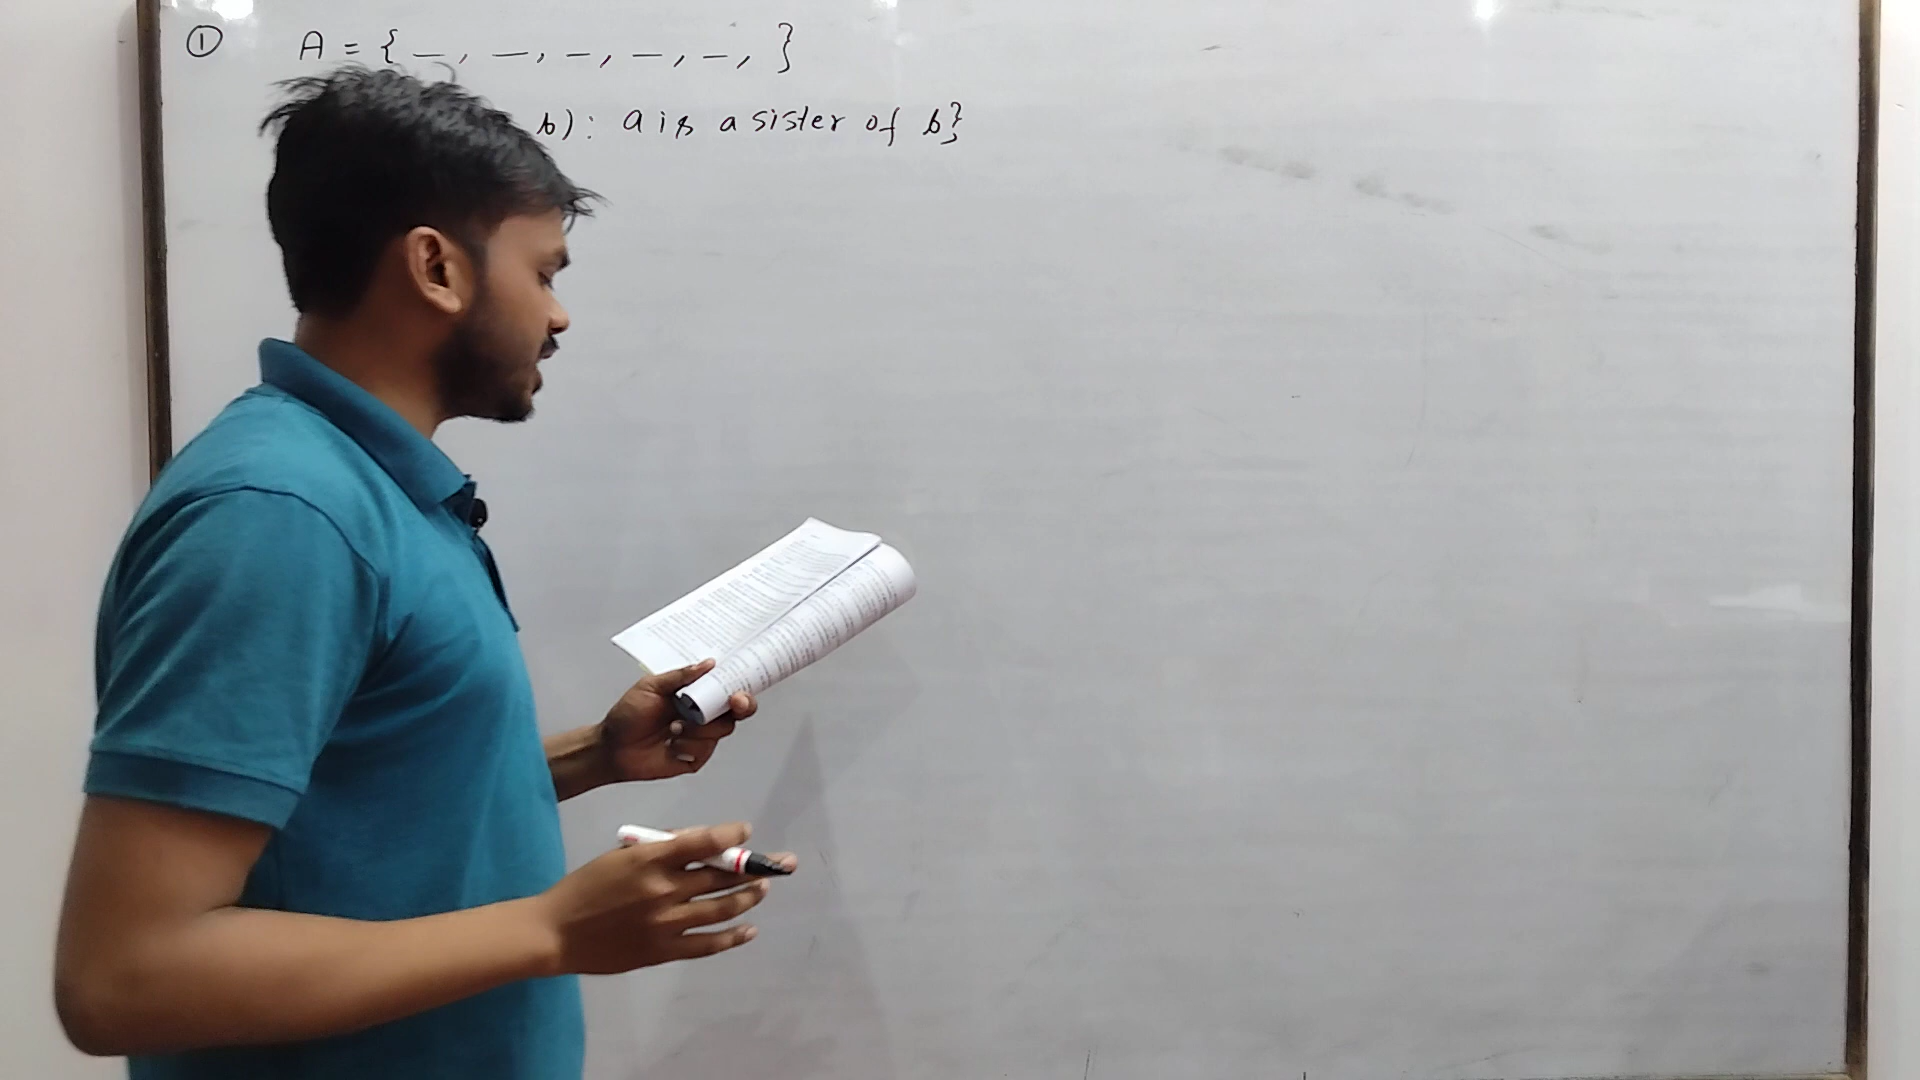 ① A = { _, _, _, _, _, }
b) : a is a sister of b}